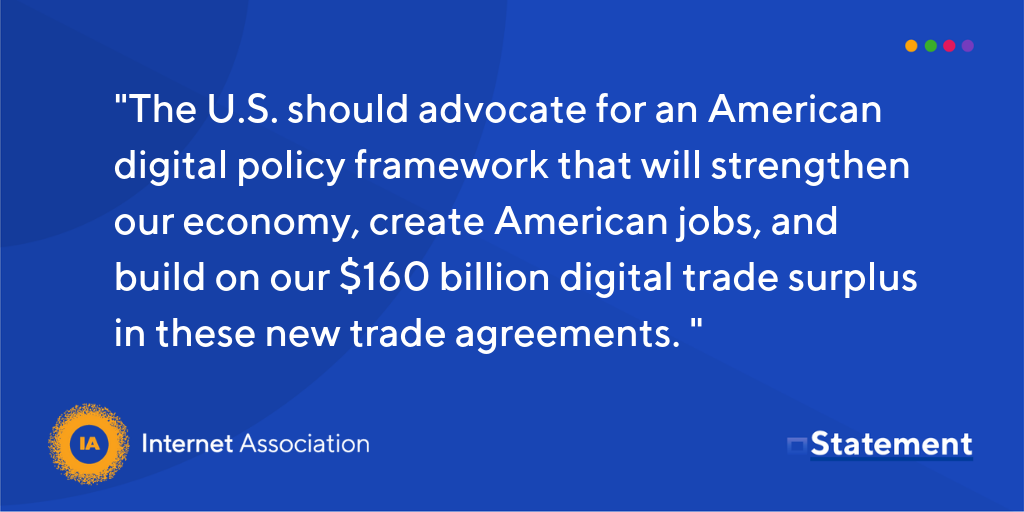 "The U.S. should advocate for an American
digital policy framework that will strengthen
our economy, create American jobs, and
build on our $160 billion digital trade surplus
in these new trade agreements. "
IA
Internet Association
Statement